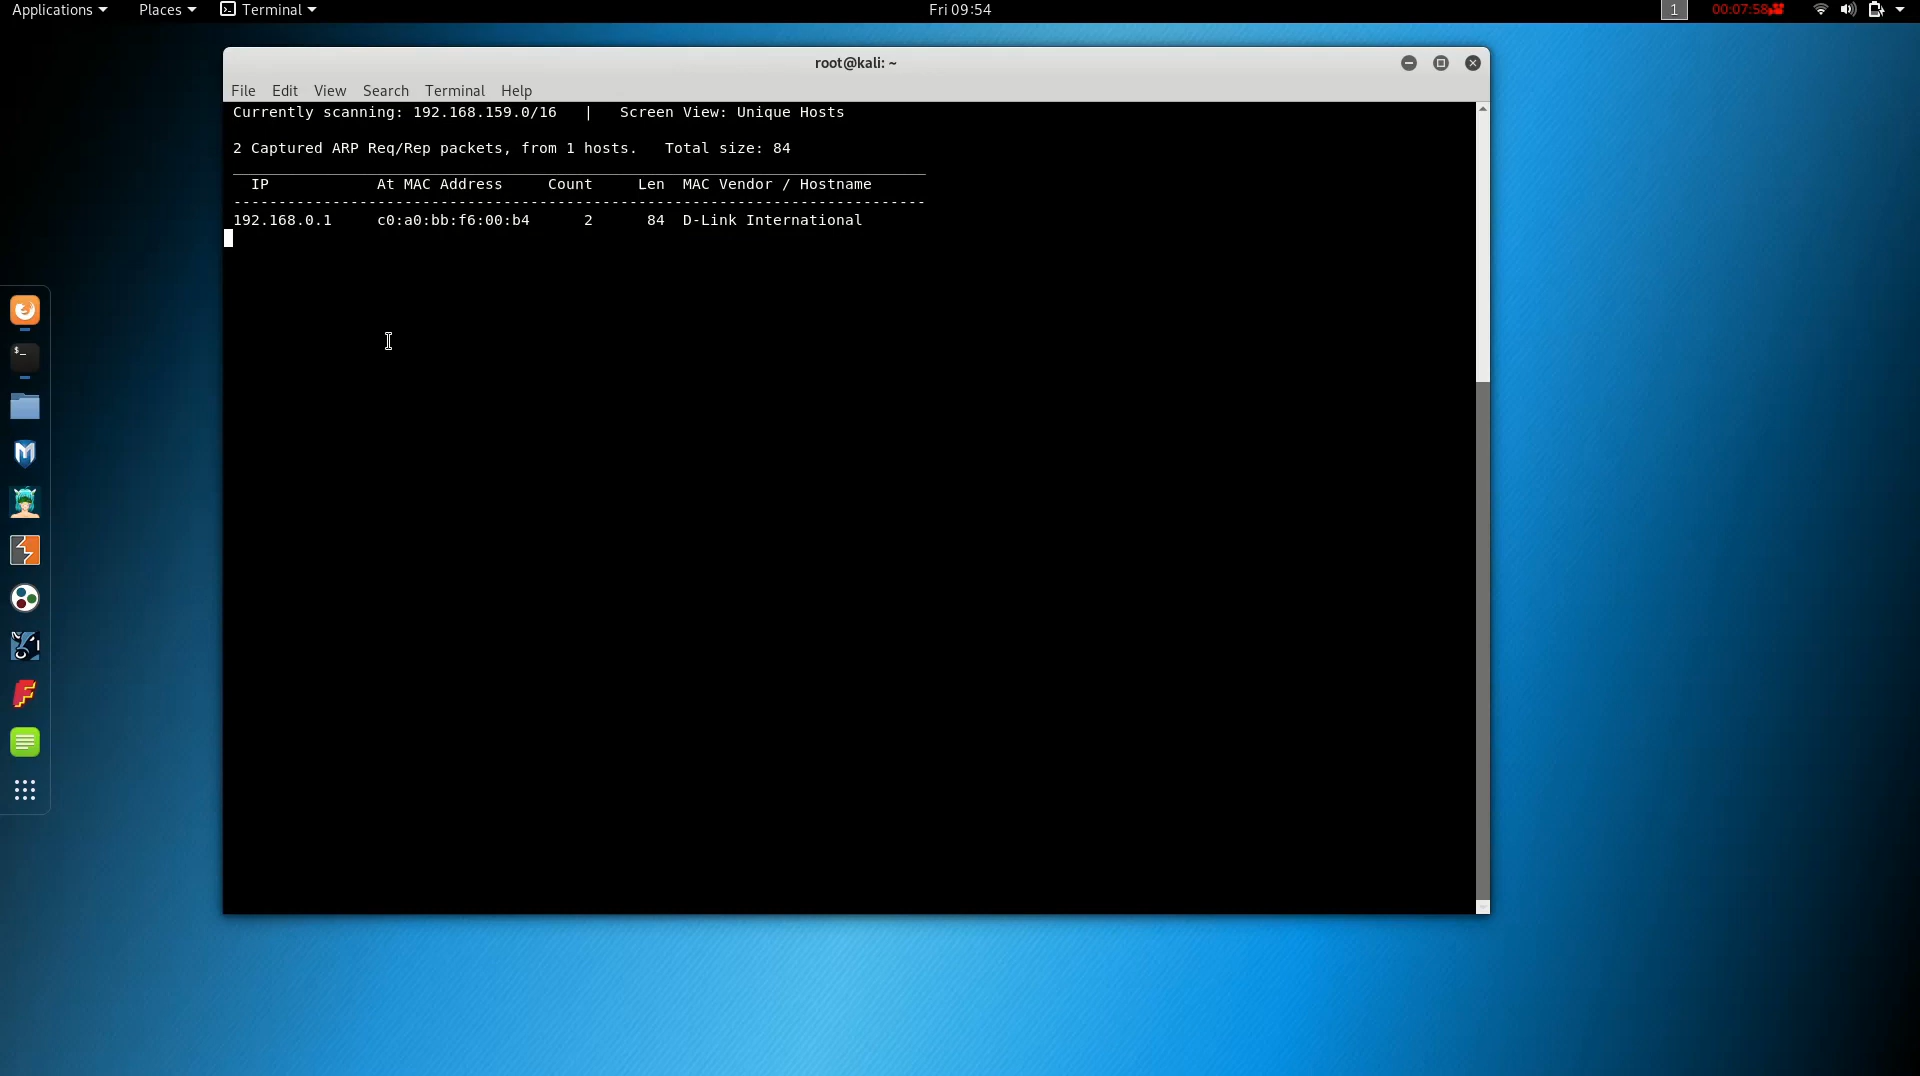 Applications Places Terminal Fri 09:54 1 00:07:58
root@kali: ~
File Edit View Search Terminal Help
Currently scanning: 192.168.159.0/16 | Screen View: Unique Hosts
2 Captured ARP Req/Rep packets, from 1 hosts. Total size: 84
_____________________________________________________________________________
IP At MAC Address Count Len MAC Vendor / Hostname
-----------------------------------------------------------------------------
192.168.0.1 c0:a0:bb:f6:00:b4 2 84 D-Link International
$_